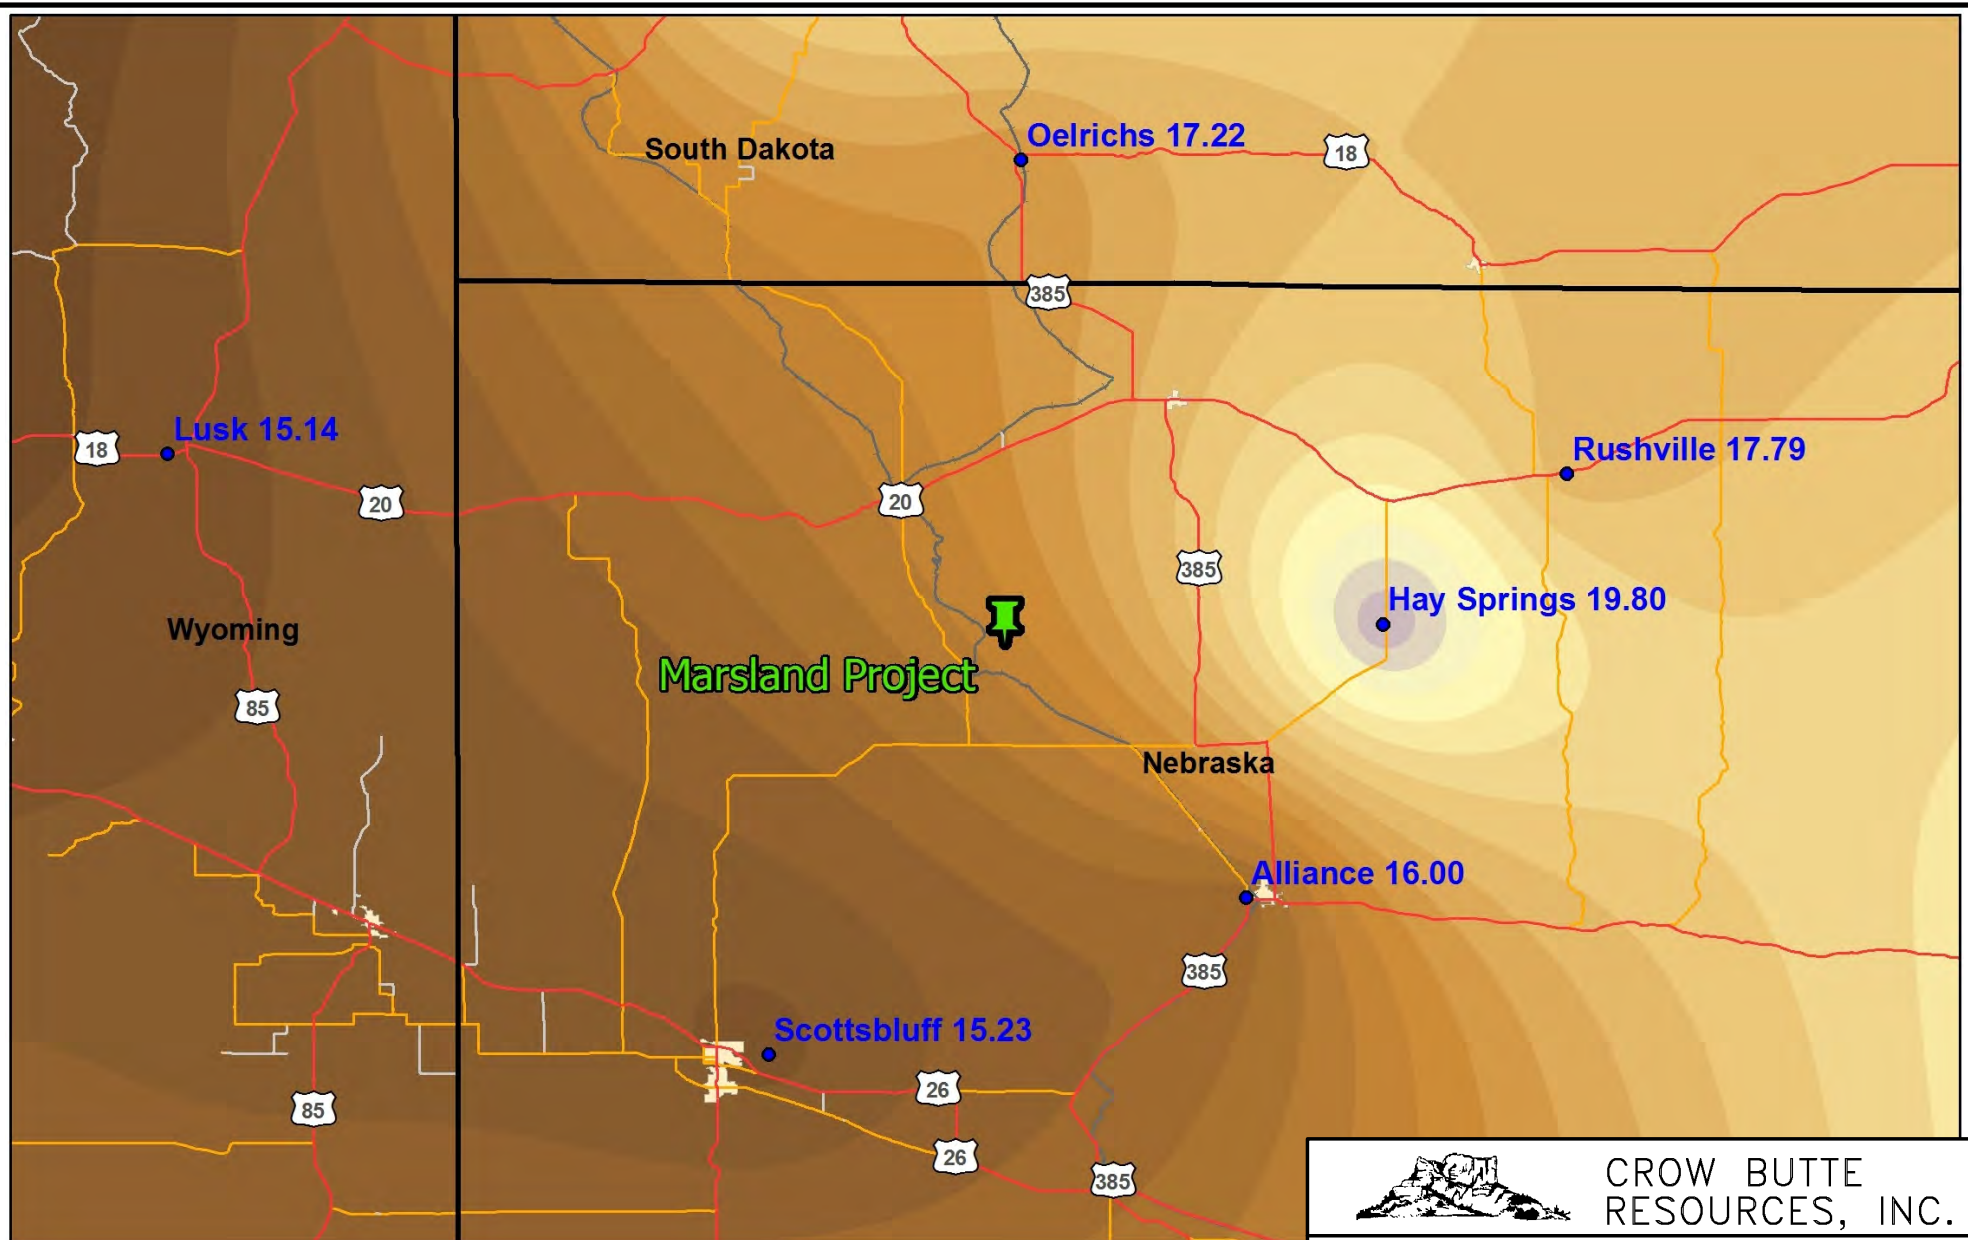 Oelrichs 17.22
South Dakota
18
385
Lusk 15.14
18
20
20
Rushville 17.79
385
Hay Springs 19.80
Wyoming
Marsland Project
85
Nebraska
Alliance 16.00
385
Scottsbluff 15.23
26
85
26
385
CROW BUTTE
RESOURCES, INC.